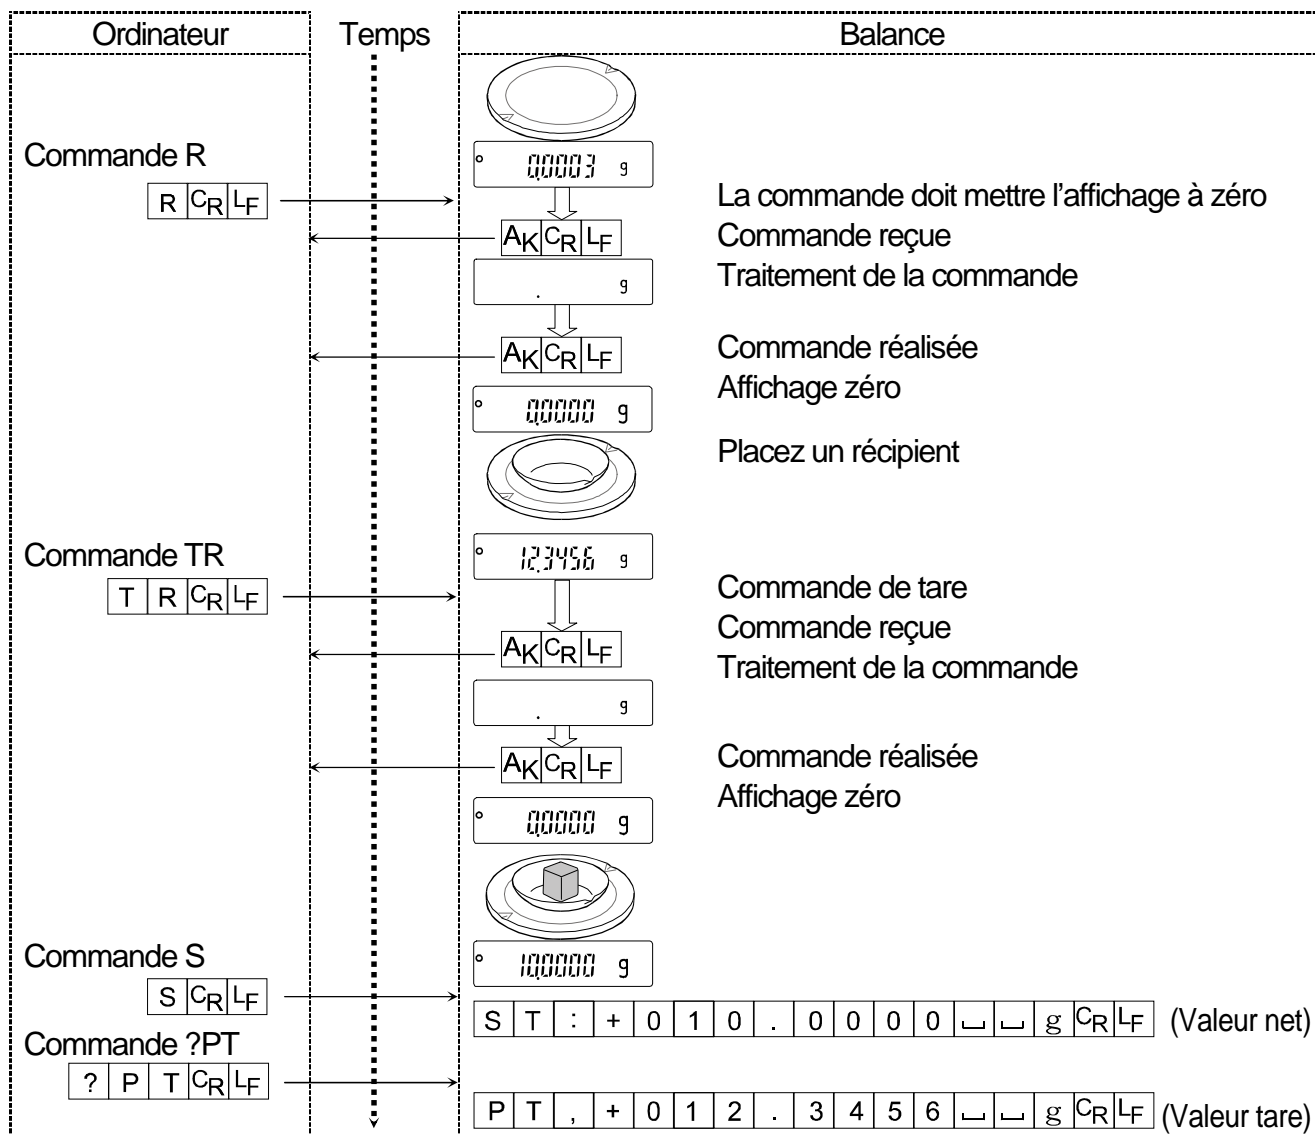 Ordinateur Temps Balance
Commande R
0.0003 g
R CR LF La commande doit mettre l'affichage à zéro
AK CR LF Commande reçue
. g Traitement de la commande
AK CR LF Commande réalisée
0.0000 g Affichage zéro
Placez un récipient
Commande TR 12.3456 g
T R CR LF Commande de tare
AK CR LF Commande reçue
. g Traitement de la commande
AK CR LF Commande réalisée
0.0000 g Affichage zéro
Commande S 10.0000 g
S CR LF
S T : + 0 1 0 . 0 0 0 0 ⎵ ⎵ g CR LF (Valeur net)
Commande ?PT
? P T CR LF
P T , + 0 1 2 . 3 4 5 6 ⎵ ⎵ g CR LF (Valeur tare)